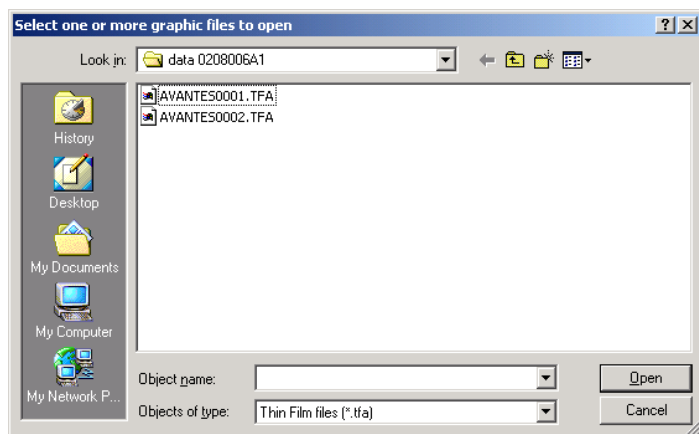 Select one or more graphic files to open
Look in: data 0208006A1
AVANTES0001.TFA
AVANTES0002.TFA
History
Desktop
My Documents
My Computer
My Network P...
Object name:
Open
Objects of type: Thin Film files (*.tfa)
Cancel